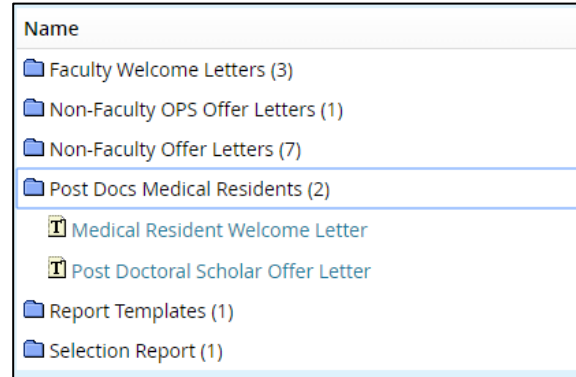 Name
Faculty Welcome Letters (3)
Non-Faculty OPS Offer Letters (1)
Non-Faculty Offer Letters (7)
Post Docs Medical Residents (2)
T Medical Resident Welcome Letter
T Post Doctoral Scholar Offer Letter
Report Templates (1)
Selection Report (1)